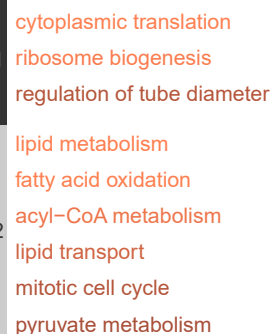 cytoplasmic translation
ribosome biogenesis
regulation of tube diameter
lipid metabolism
fatty acid oxidation
acyl−CoA metabolism
lipid transport
mitotic cell cycle
pyruvate metabolism